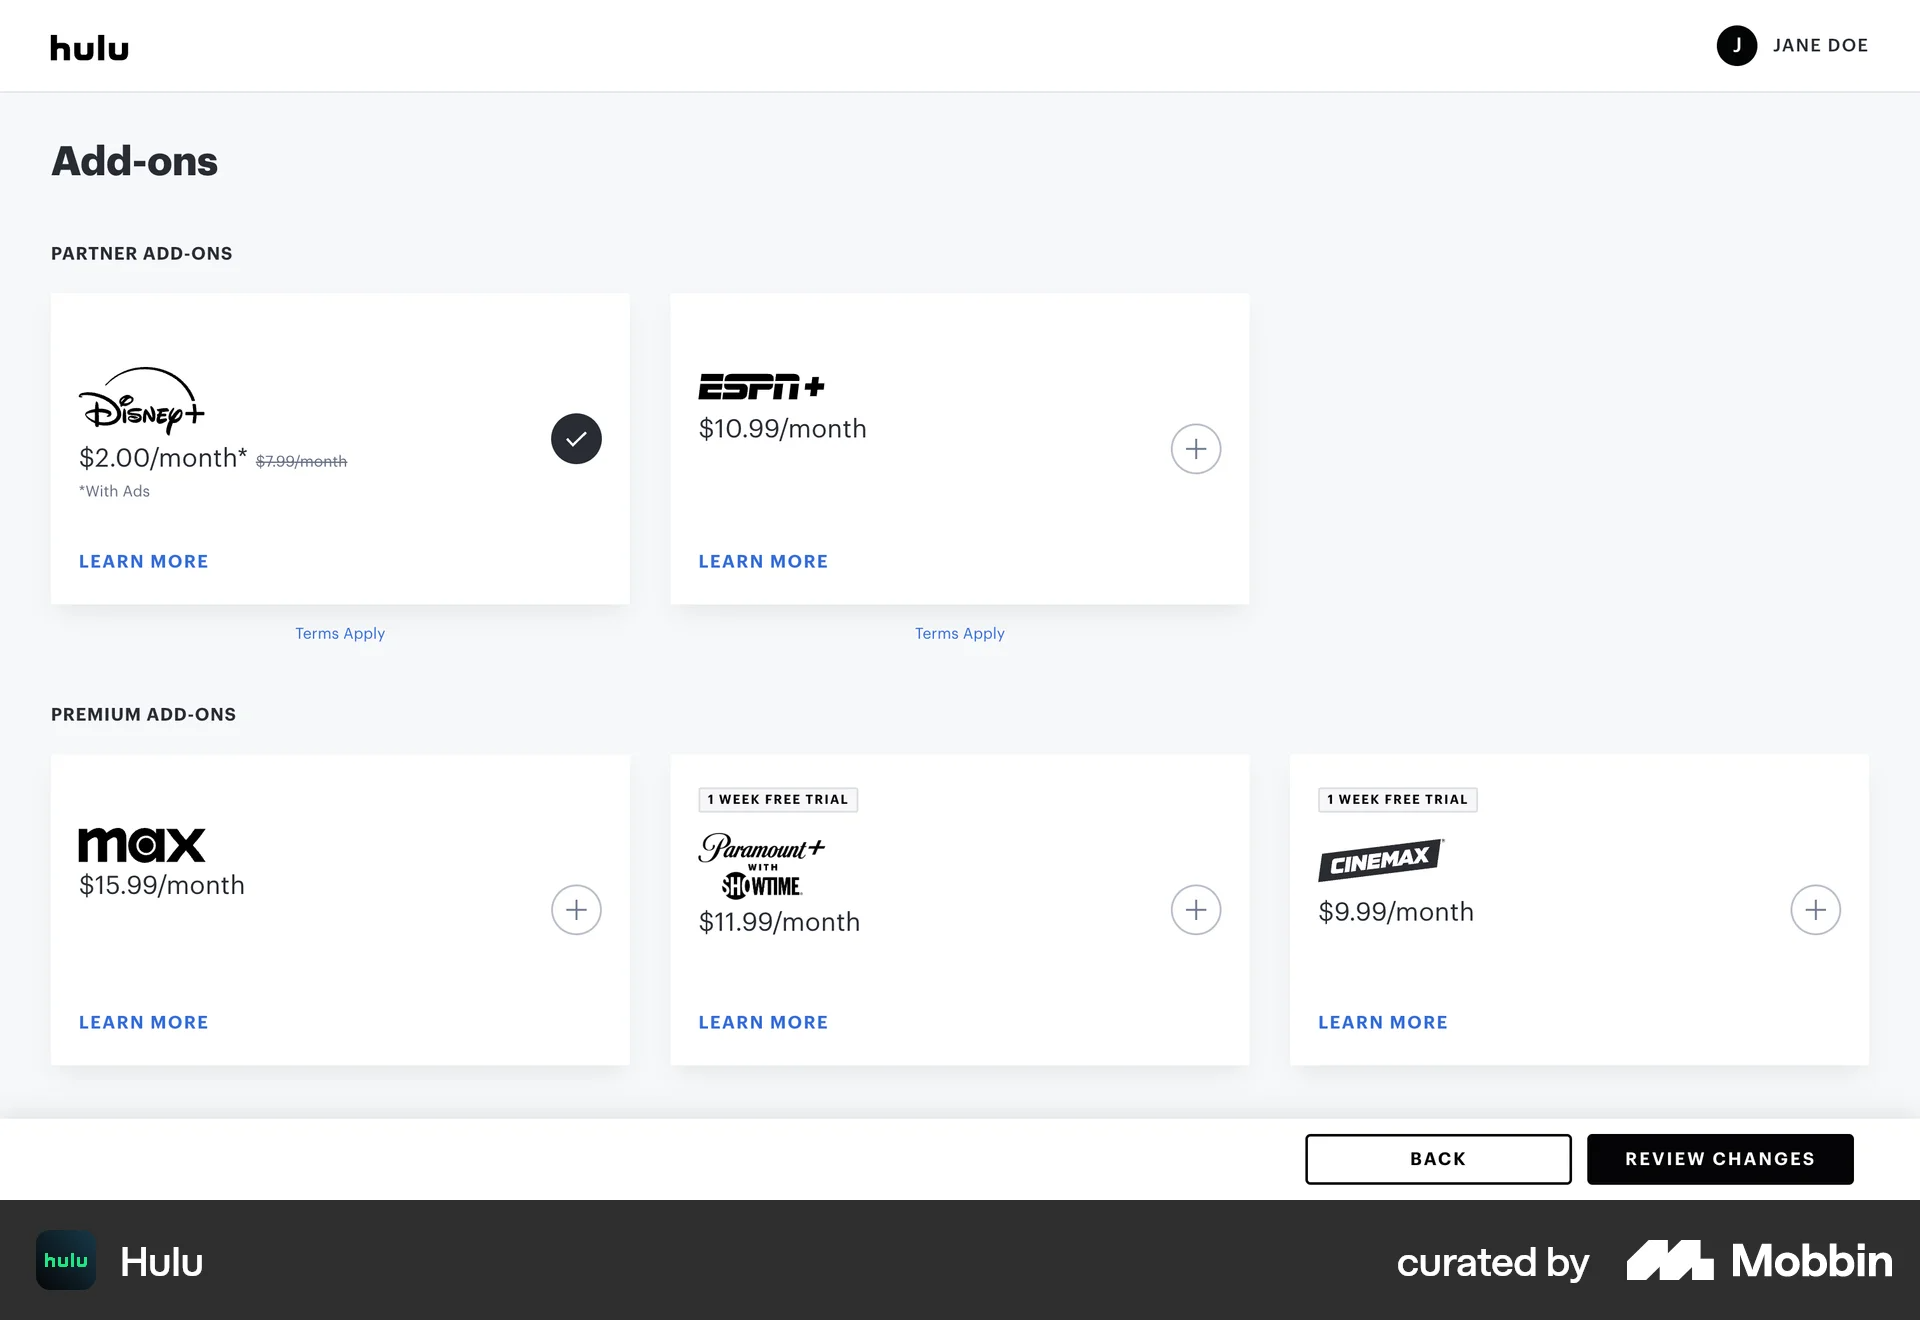 hulu
J JANE DOE
Add-ons
PARTNER ADD-ONS
Disney+
$2.00/month* $7.99/month
*With Ads
LEARN MORE
Terms Apply
ESPN+
$10.99/month
LEARN MORE
Terms Apply
PREMIUM ADD-ONS
max
$15.99/month
LEARN MORE
1 WEEK FREE TRIAL
Paramount+
WITH
SHOWTIME
$11.99/month
LEARN MORE
1 WEEK FREE TRIAL
CINEMAX
$9.99/month
LEARN MORE
BACK
REVIEW CHANGES
hulu Hulu
curated by Mobbin